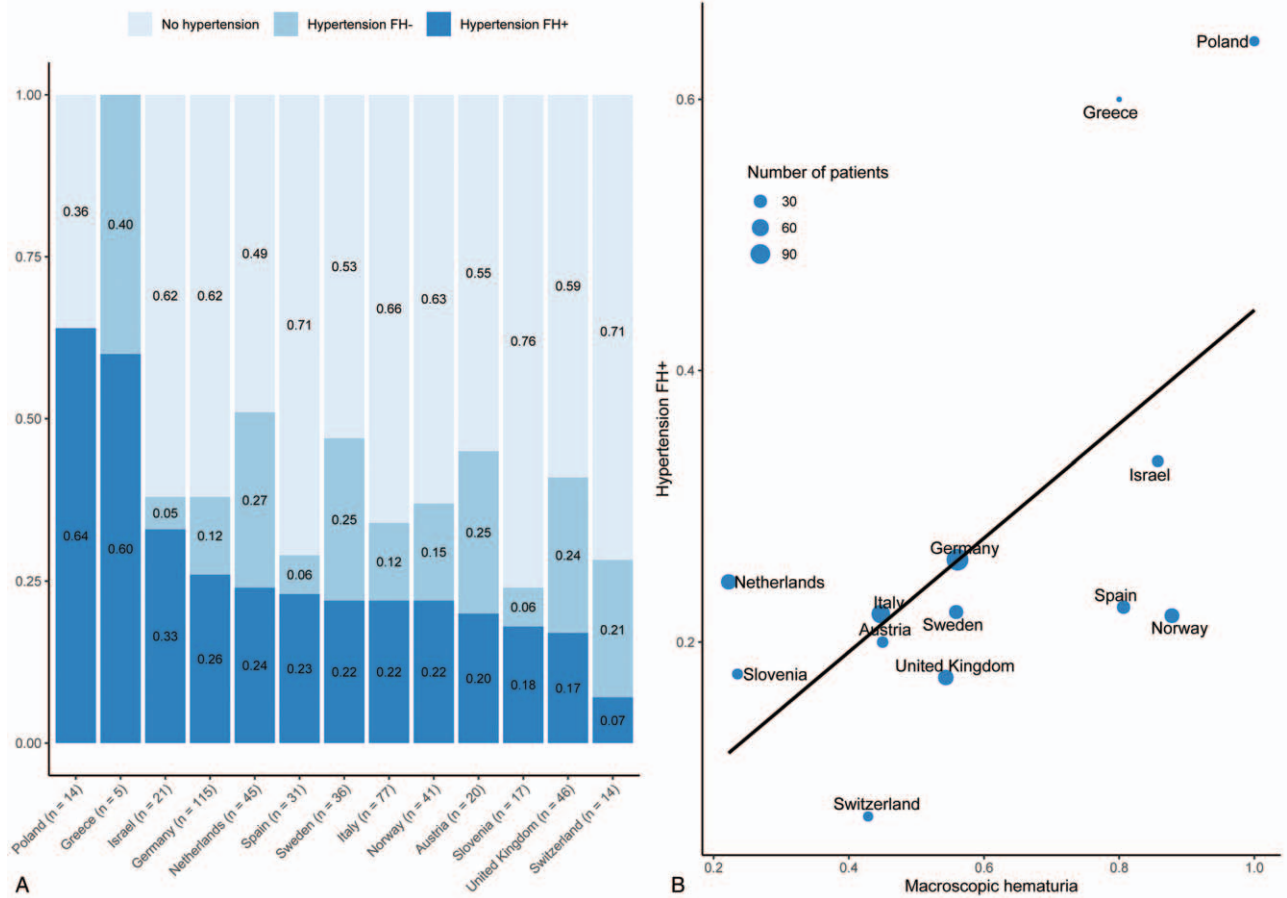 No hypertension
Hypertension FH-
Hypertension FH+
1.00
0.75
0.50
0.25
0.00
0.36
0.64
0.40
0.60
0.62
0.05
0.33
0.62
0.12
0.26
0.49
0.27
0.24
0.71
0.06
0.23
0.53
0.25
0.22
0.66
0.12
0.22
0.63
0.15
0.22
0.55
0.25
0.20
0.76
0.06
0.18
0.59
0.24
0.17
0.71
0.21
0.07
Poland (n = 14)
Greece (n = 5)
Israel (n = 21)
Germany (n = 115)
Netherlands (n = 45)
Spain (n = 31)
Sweden (n = 36)
Italy (n = 77)
Norway (n = 41)
Austria (n = 20)
Slovenia (n = 17)
United Kingdom (n = 46)
Switzerland (n = 14)
A
Hypertension FH+
0.6
0.4
0.2
Number of patients
30
60
90
Poland
Greece
Israel
Germany
Netherlands
Italy
Spain
Austria
Sweden
Norway
United Kingdom
Slovenia
Switzerland
0.2
0.4
0.6
0.8
1.0
Macroscopic hematuria
B